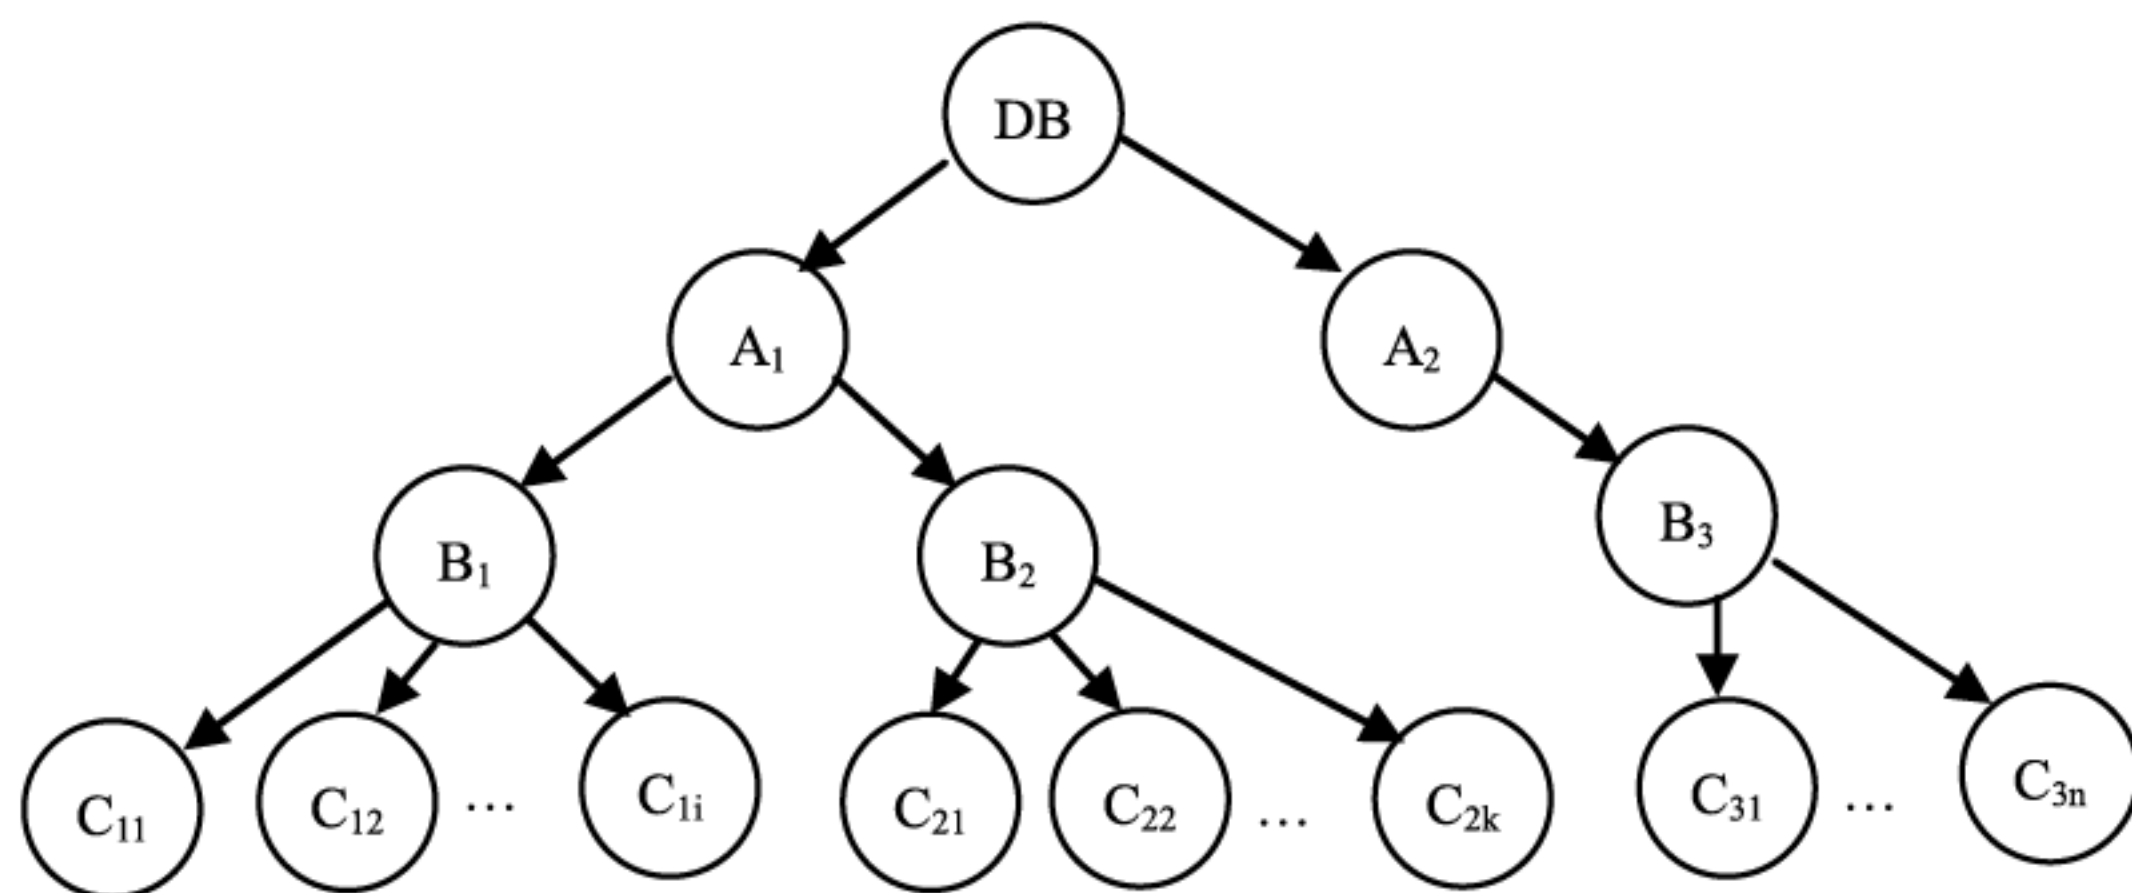 DB
A₁
A₂
B₁
B₂
B₃
C₁₁
C₁₂
...
C₁ᵢ
C₂₁
C₂₂
...
C₂ₖ
C₃₁
...
C₃ₙ